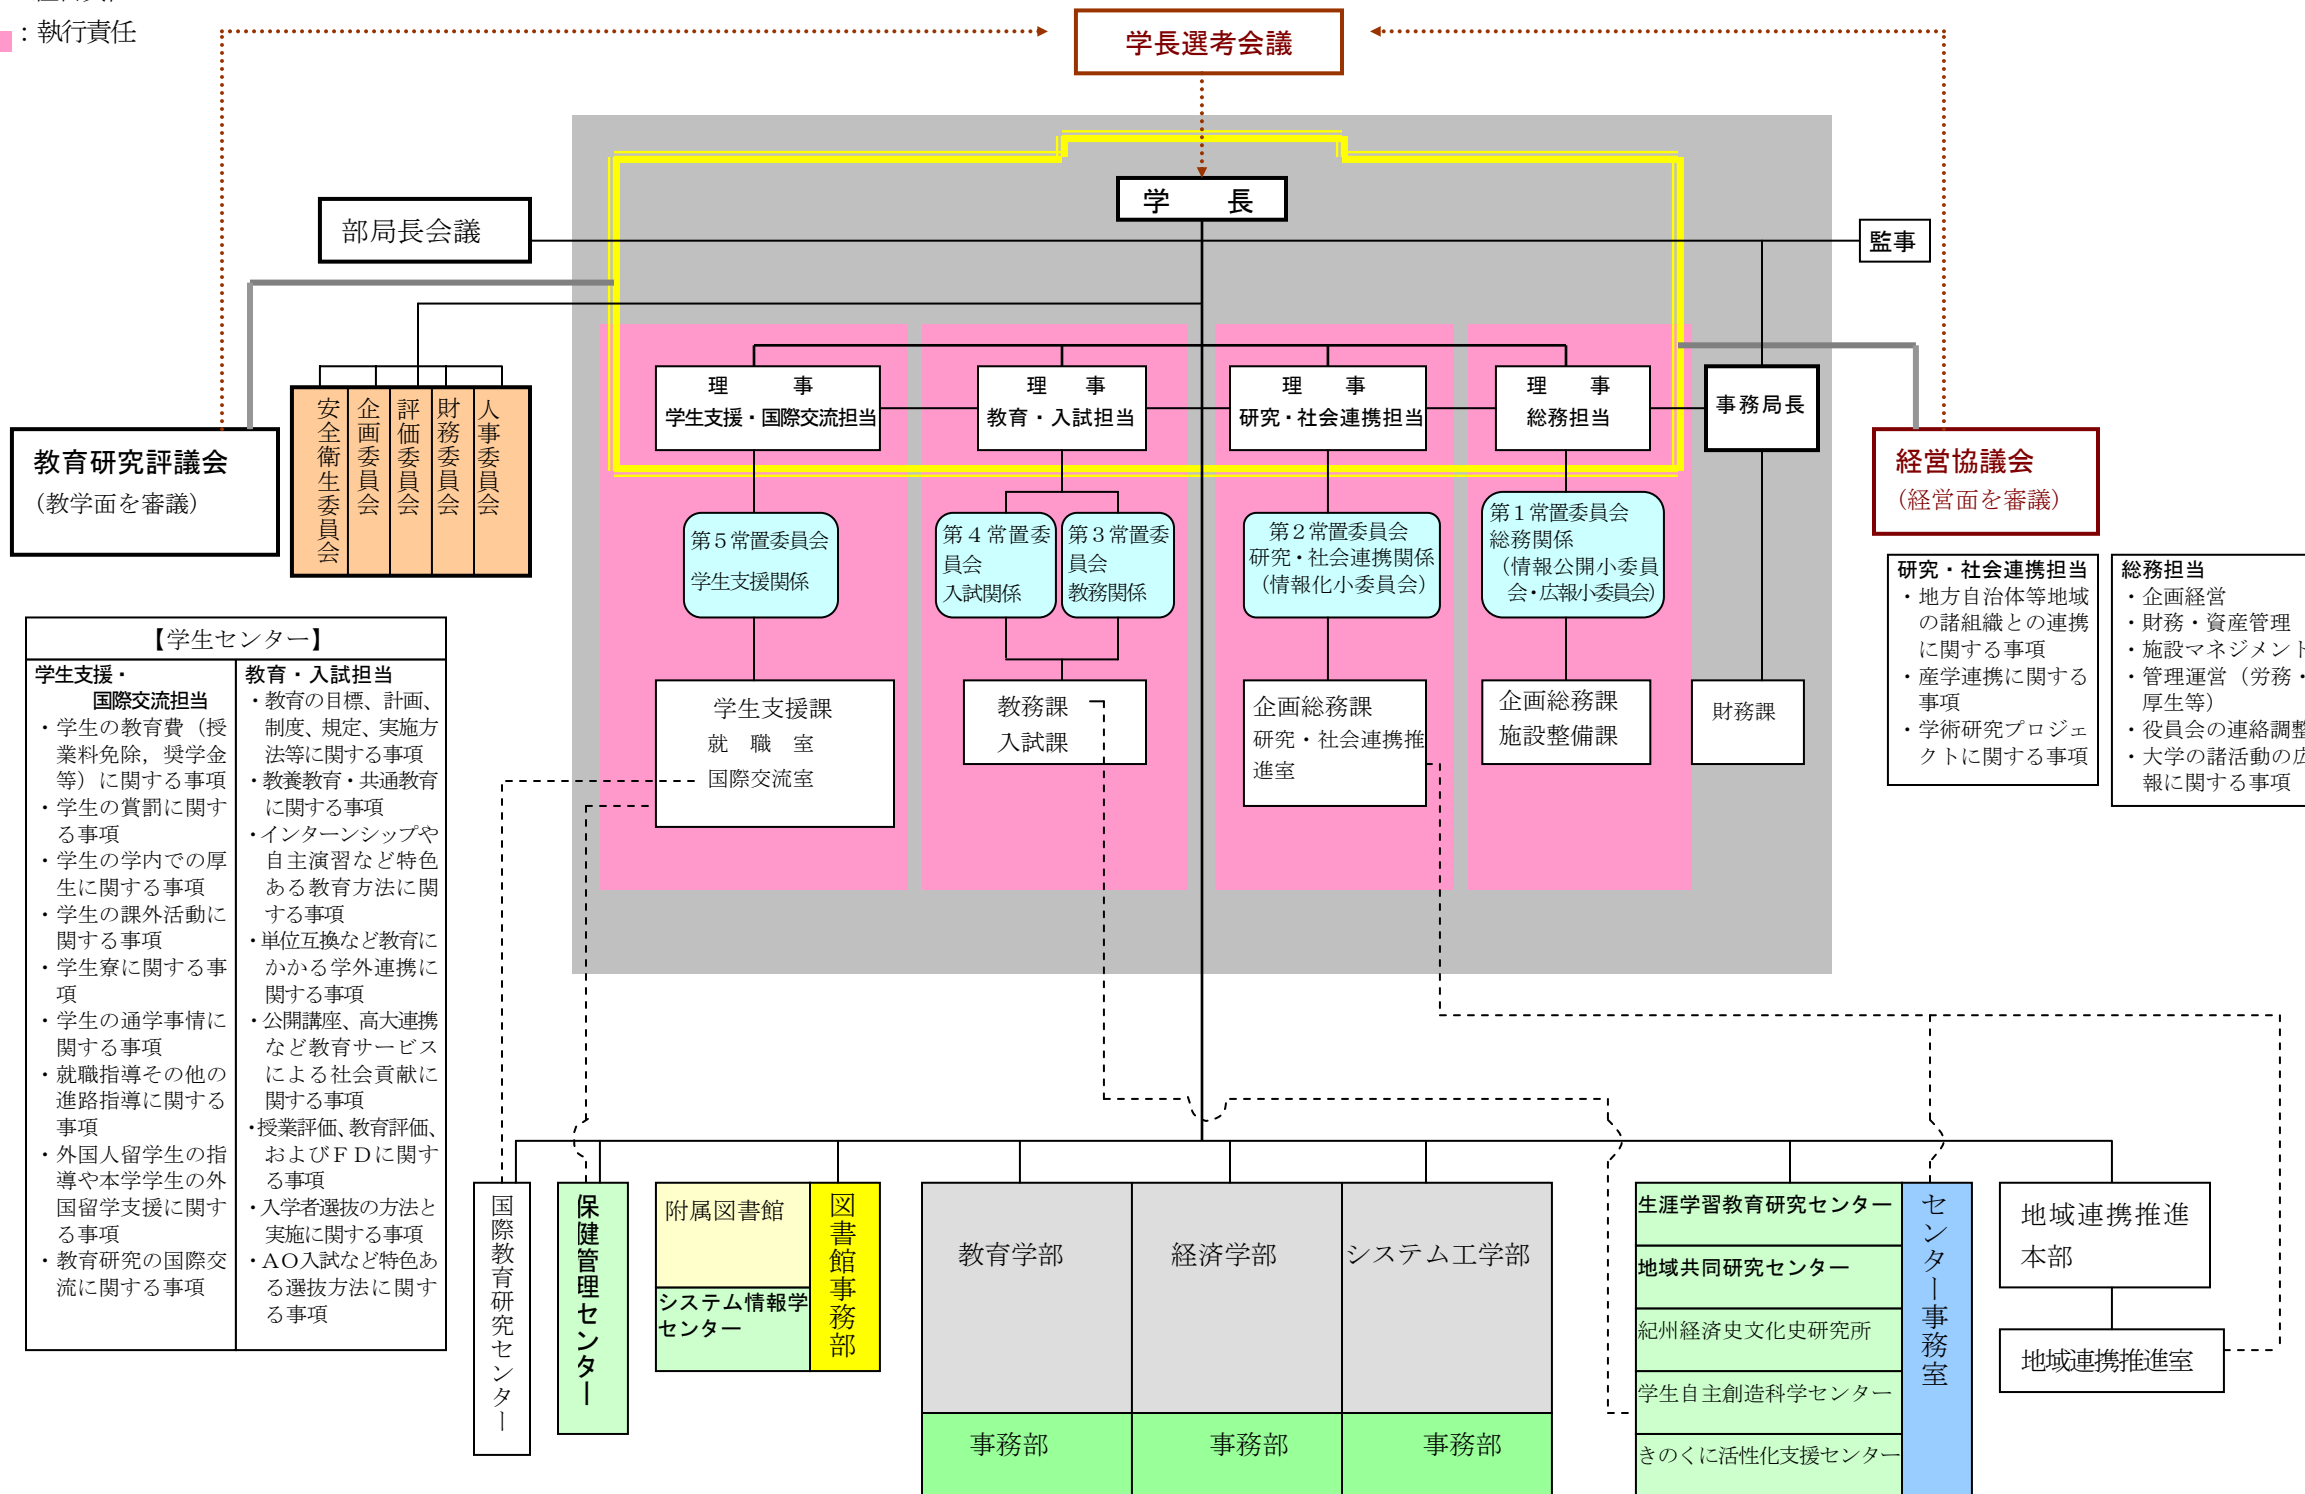 ：執行責任
学長選考会議
学　　長
部局長会議
監事
理　　事
学生支援・国際交流担当
理　　事
教育・入試担当
理　　事
研究・社会連携担当
理　　事
総務担当
事務局長
安全衛生委員会
企画委員会
評価委員会
財務委員会
人事委員会
教育研究評議会
（教学面を審議）
経営協議会
（経営面を審議）
第５常置委員会
学生支援関係
第４常置委
員会
入試関係
第３常置委
員会
教務関係
第２常置委員会
研究・社会連携関係
（情報化小委員会）
第１常置委員会
総務関係
（情報公開小委員
会・広報小委員会）
学生支援課
就　職　室
国際交流室
教務課
入試課
企画総務課
研究・社会連携推
進室
企画総務課
施設整備課
財務課
研究・社会連携担当
・地方自治体等地域
の諸組織との連携
に関する事項
・産学連携に関する
事項
・学術研究プロジェ
クトに関する事項
総務担当
・企画経営
・財務・資産管理
・施設マネジメント
・管理運営（労務・
厚生等）
・役員会の連絡調整
・大学の諸活動の広
報に関する事項
【学生センター】
学生支援・
国際交流担当
・学生の教育費（授
業料免除，奨学金
等）に関する事項
・学生の賞罰に関す
る事項
・学生の学内での厚
生に関する事項
・学生の課外活動に
関する事項
・学生寮に関する事
項
・学生の通学事情に
関する事項
・就職指導その他の
進路指導に関する
事項
・外国人留学生の指
導や本学学生の外
国留学支援に関す
る事項
・教育研究の国際交
流に関する事項
教育・入試担当
・教育の目標、計画、
制度、規定、実施方
法等に関する事項
・教養教育・共通教育
に関する事項
・インターンシップや
自主演習など特色
ある教育方法に関
する事項
・単位互換など教育に
かかる学外連携に
関する事項
・公開講座、高大連携
など教育サービス
による社会貢献に
関する事項
・授業評価、教育評価、
およびＦＤに関す
る事項
・入学者選抜の方法と
実施に関する事項
・ＡＯ入試など特色あ
る選抜方法に関す
る事項
国際教育研究センター
保健管理センター
附属図書館
システム情報学
センター
図書館事務部
教育学部
経済学部
システム工学部
事務部
事務部
事務部
生涯学習教育研究センター
地域共同研究センター
紀州経済史文化史研究所
学生自主創造科学センター
きのくに活性化支援センター
センター事務室
地域連携推進
本部
地域連携推進室